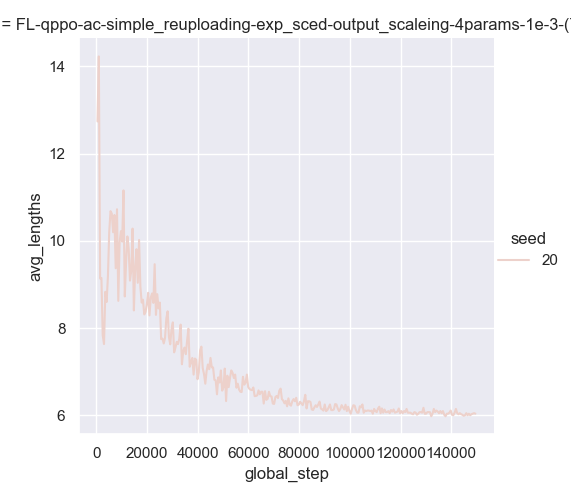 = FL-qppo-ac-simple_reuploading-exp_sced-output_scaleing-4params-1e-3-(
14
12
10
8
6
avg_lengths
0 20000 40000 60000 80000 100000 120000 140000
global_step
seed
20